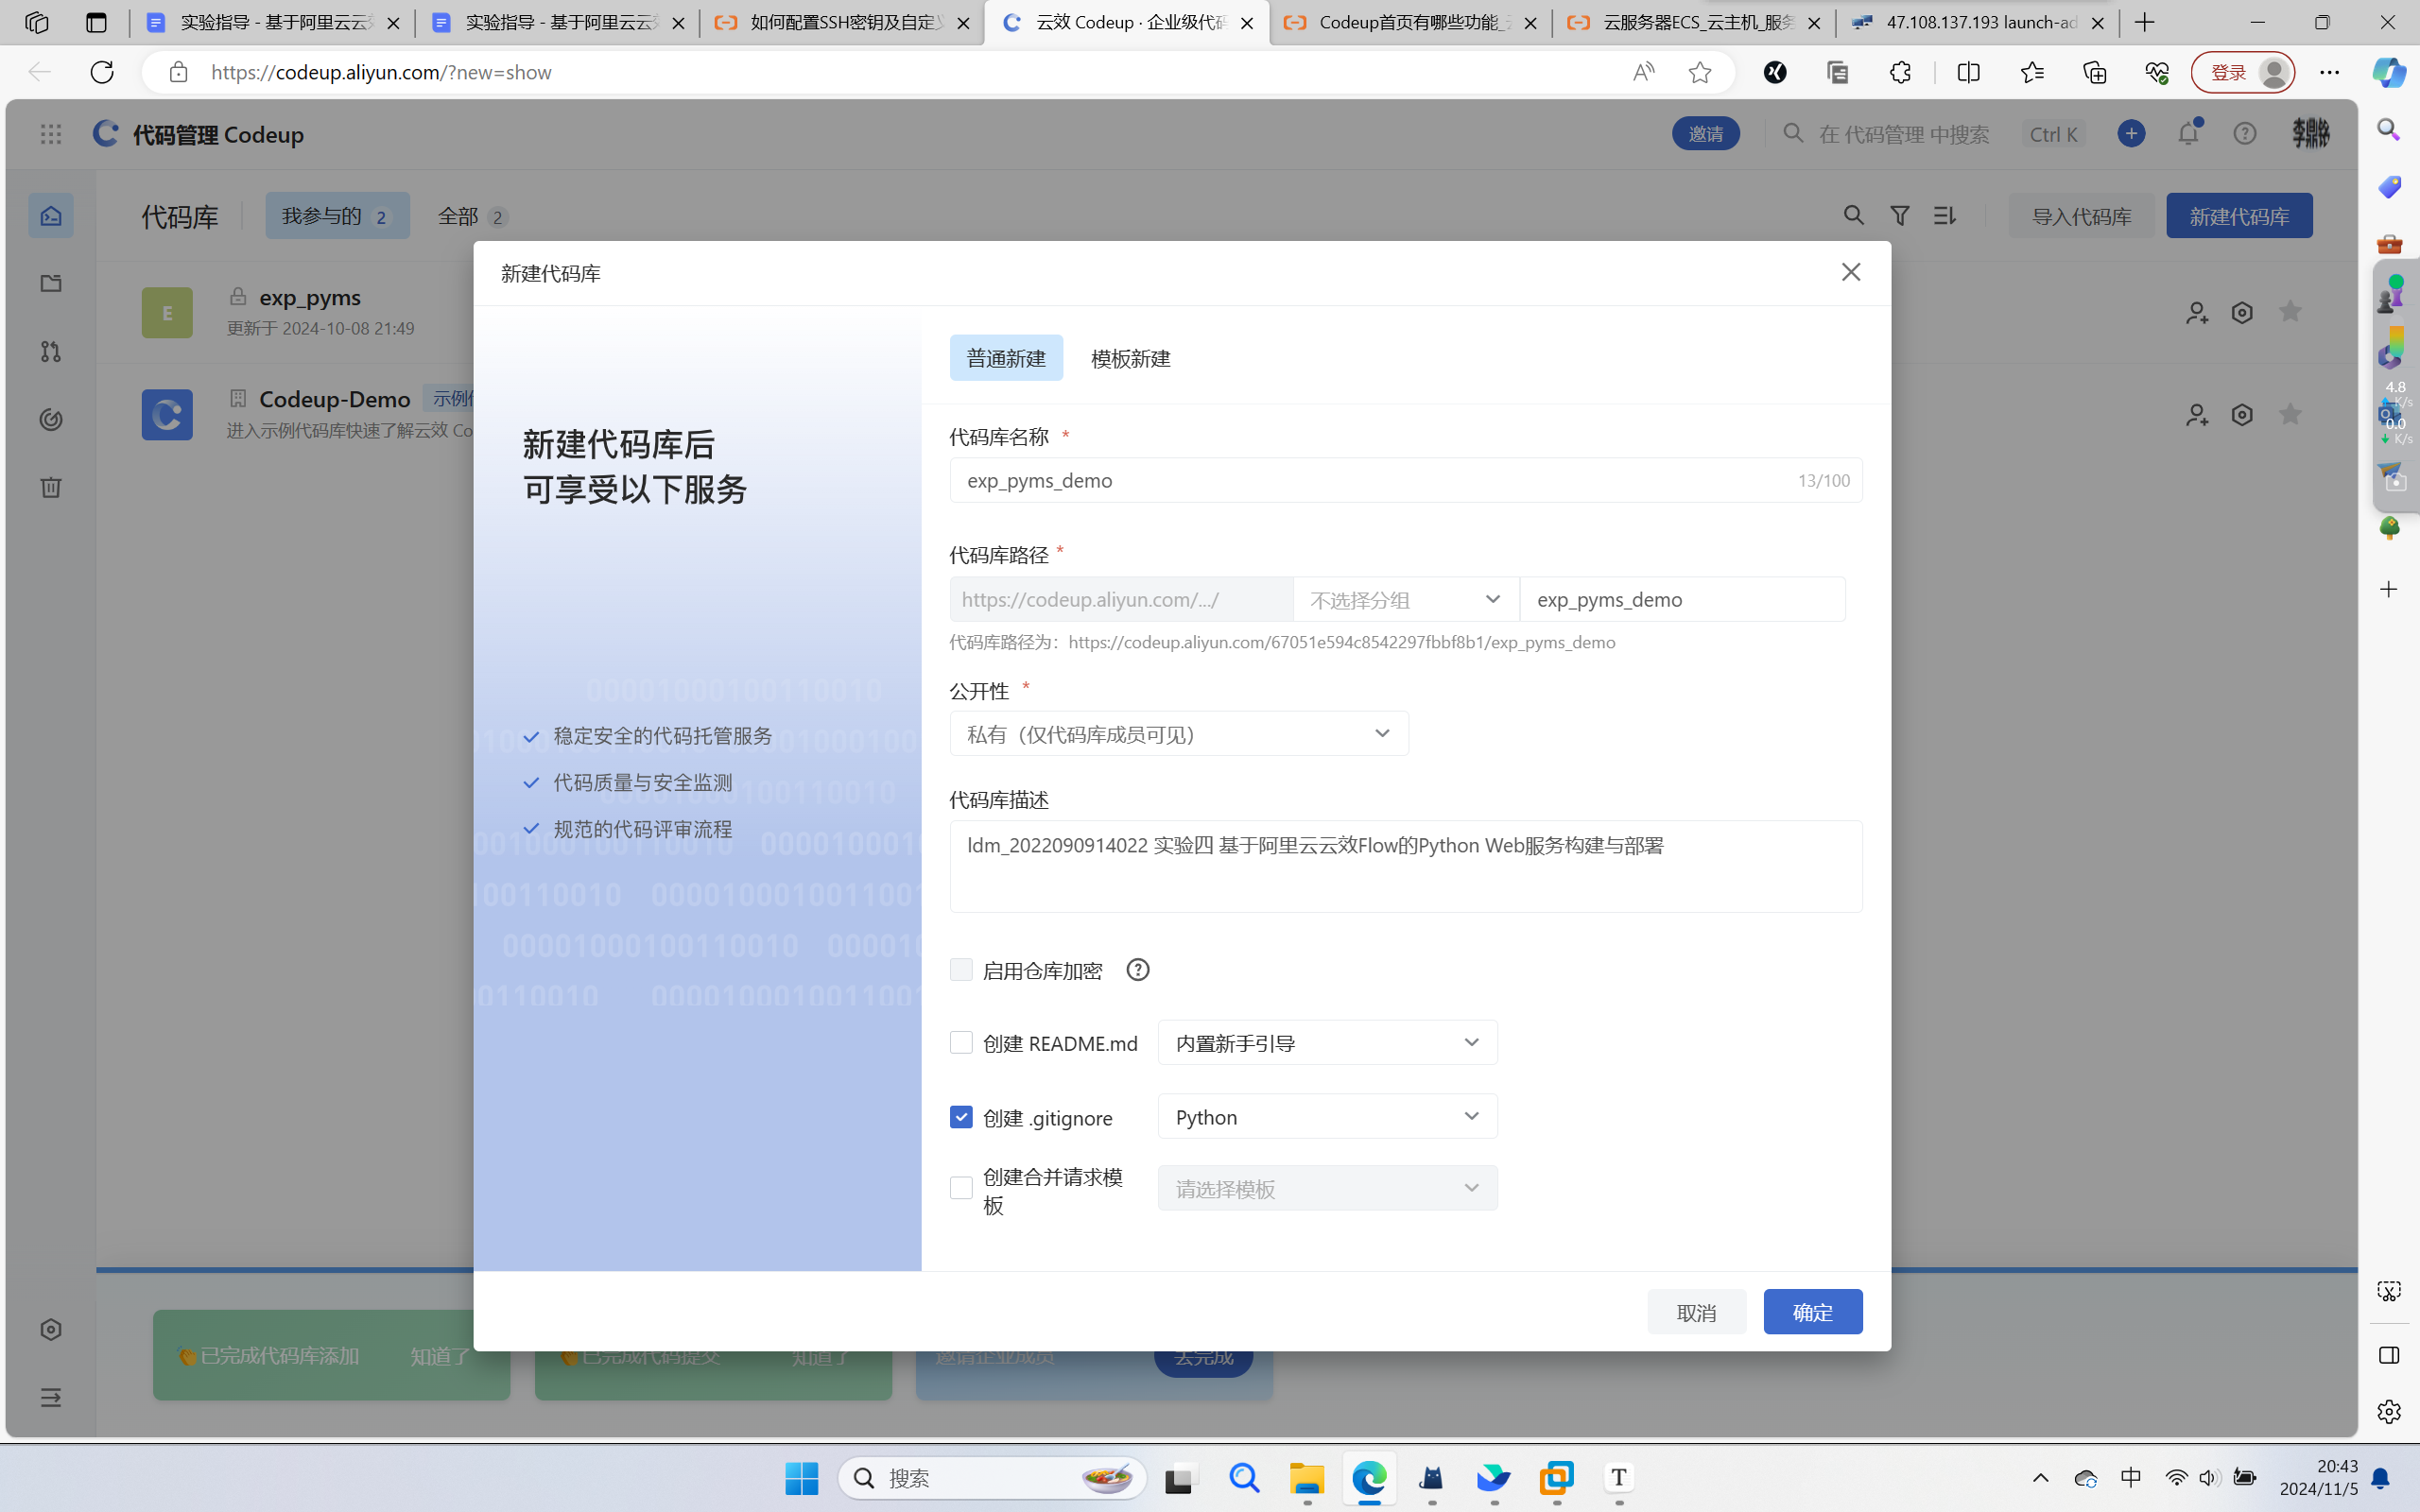 实验指导 - 基于阿里云云效
实验指导 - 基于阿里云云效
如何配置SSH密钥及自定义
云效 Codeup · 企业级代码
Codeup首页有哪些功能_
云服务器ECS_云主机_服务
47.108.137.193 launch-ad
https://codeup.aliyun.com/?new=show
登录
代码管理 Codeup
邀请
在 代码管理 中搜索
Ctrl K
李鼎铭
代码库
我参与的 2
全部 2
导入代码库
新建代码库
E
exp_pyms
更新于 2024-10-08 21:49
Codeup-Demo
示例
进入示例代码库快速了解云效 Co
新建代码库
新建代码库后
可享受以下服务
稳定安全的代码托管服务
代码质量与安全监测
规范的代码评审流程
普通新建
模板新建
代码库名称 *
exp_pyms_demo
13/100
代码库路径 *
https://codeup.aliyun.com/.../
不选择分组
exp_pyms_demo
代码库路径为：https://codeup.aliyun.com/67051e594c8542297fbbf8b1/exp_pyms_demo
公开性 *
私有（仅代码库成员可见）
代码库描述
ldm_2022090914022 实验四 基于阿里云云效Flow的Python Web服务构建与部署
启用仓库加密
创建 README.md
内置新手引导
创建 .gitignore
Python
创建合并请求模
板
请选择模板
取消
确定
已完成代码库添加
知道了
已完成代码提交
知道了
邀请企业成员
去完成
4.8
K/s
0.0
K/s
搜索
中
20:43
2024/11/5